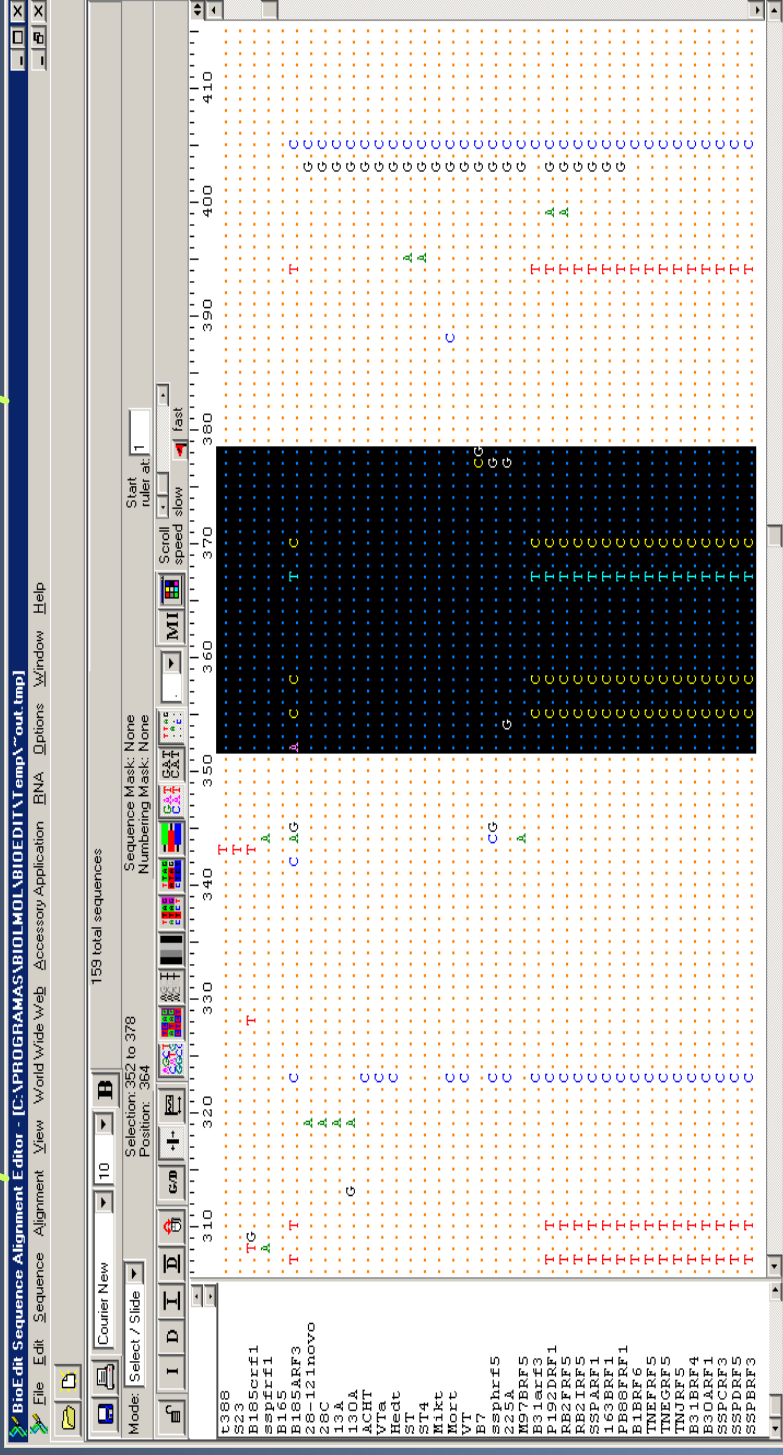 BioEdit Sequence Alignment Editor - [C:\PROGRAMAS\BIOLMOL\BIOEDIT\Temp\~out.tmp]
File Edit Sequence Alignment View World Wide Web Accessory Application RNA Options Window Help
Courier New 10 B 159 total sequences
Mode: Select / Slide Selection: 352 to 378 Sequence Mask: None Start
Position: 364 Numbering Mask: None ruler at: 1
I D I D G/D Scroll
speed slow fast
310 320 330 340 350 360 370 380 390 400 410
t388 T
S23 T
B185crf1 TG T T
sspfrf1 A A
B165
B185ARF3 T T C C AG A C C T C T C
28-121novo A G C
28C A G C
13A A G C
130A G A G C
ACHT C G C
VTa C G C
Hedt C G C
ST A G C
ST4 A G C
Mikt G C
Mort C C G C
VT C G C
B7 CG G C
ssphrf5 C CG G G C
225A C G G G C
M97BRF5 A G C
B31arf3 C C C T C T C
P192DRF1 T T C C C T C T A G C
RB2FRF5 T T C C C T C T A G C
RB2IRF5 T T C C C T C T G C
SSPARF1 T T C C C T C T G C
163BRF1 T T C C C T C T G C
PB88FRR1 T T C C C T C T G C
B1BRF6 T T C C C T C T C
TNEFRF5 T T C C C T C T C
TNEGRF5 T T C C C T C T C
TNJRF5 T T C C C T C T C
B31BRF4 T T C C C T C T C
B30ARF1 T T C C C T C T C
SSPCRF3 T T C C C T C T C
SSPDRF5 T T C C C T C T C
SSPBRF3 T T C C C T C T C